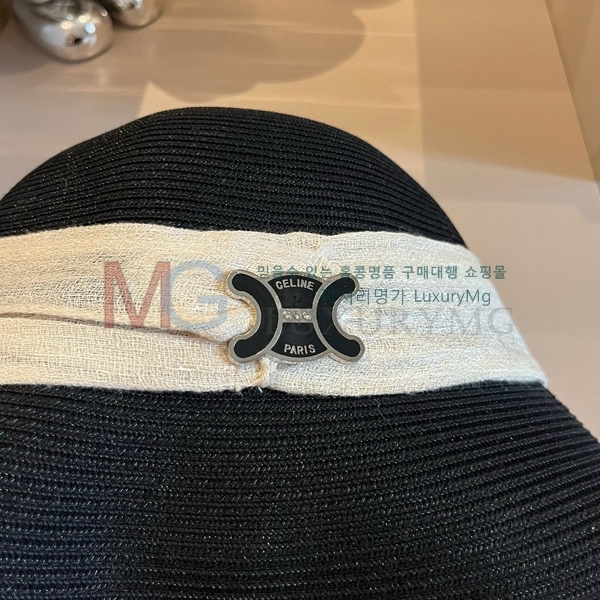 믿을수 있는 홍콩명품 구매대행 쇼핑몰
MG
CELINE
럭셔리명가 LuxuryMg
LUXURYMG
PARIS